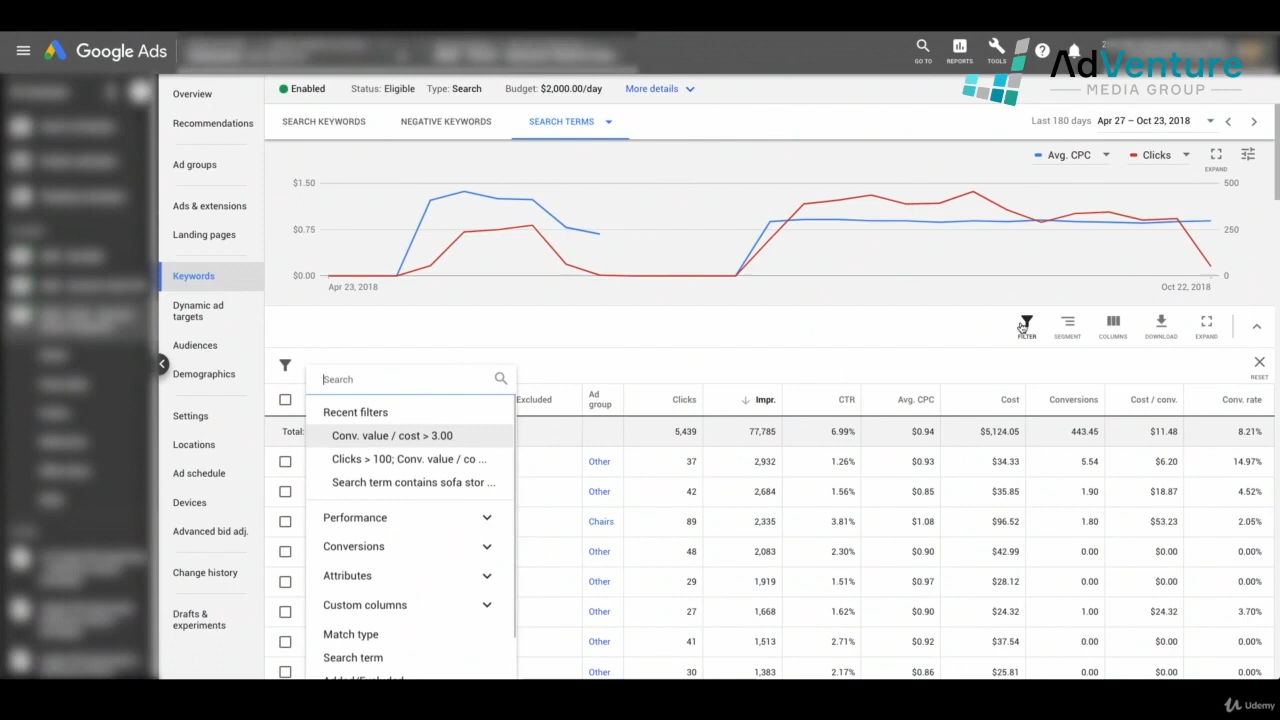 Google Ads
GO TO
REPORTS
TOOLS
AdVenture
MEDIA GROUP
Overview
Recommendations
Ad groups
Ads & extensions
Landing pages
Keywords
Dynamic ad
targets
Audiences
Demographics
Settings
Locations
Ad schedule
Devices
Advanced bid adj.
Change history
Drafts &
experiments
Enabled Status: Eligible Type: Search Budget: $2,000.00/day More details
SEARCH KEYWORDS NEGATIVE KEYWORDS SEARCH TERMS Last 180 days Apr 27 – Oct 23, 2018
Avg. CPC Clicks EXPAND
$1.50 500
$0.75 250
$0.00 0
Apr 23, 2018 Oct 22, 2018
FILTER SEGMENT COLUMNS DOWNLOAD EXPAND
RESET
Search
Recent filters
Conv. value / cost > 3.00
Clicks > 100; Conv. value / co ...
Search term contains sofa stor ...
Performance
Conversions
Attributes
Custom columns
Match type
Search term
Added/Excluded
Excluded Ad group Clicks Impr. CTR Avg. CPC Cost Conversions Cost / conv. Conv. rate
Total: 5,439 77,785 6.99% $0.94 $5,124.05 443.45 $11.48 8.21%
Other 37 2,932 1.26% $0.93 $34.33 5.54 $6.20 14.97%
Other 42 2,684 1.56% $0.85 $35.85 1.90 $18.87 4.52%
Chairs 89 2,335 3.81% $1.08 $96.52 1.80 $53.23 2.05%
Other 48 2,083 2.30% $0.90 $42.99 0.00 $0.00 0.00%
Other 29 1,919 1.51% $0.97 $28.12 0.00 $0.00 0.00%
Other 27 1,668 1.62% $0.90 $24.32 1.00 $24.32 3.70%
Other 41 1,513 2.71% $0.92 $37.54 0.00 $0.00 0.00%
Other 30 1,383 2.17% $0.86 $25.81 0.00 $0.00 0.00%
Udemy